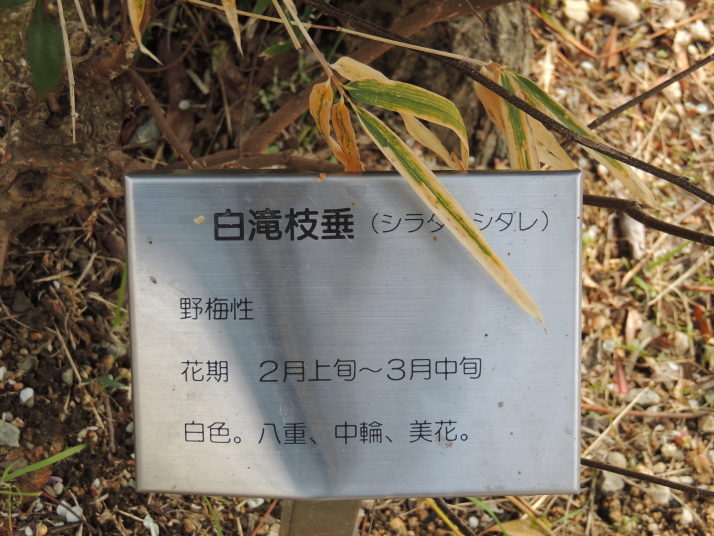 白滝枝垂（シラタ シダレ）
野梅性
花期　２月上旬～３月中旬
白色。八重、中輪、美花。